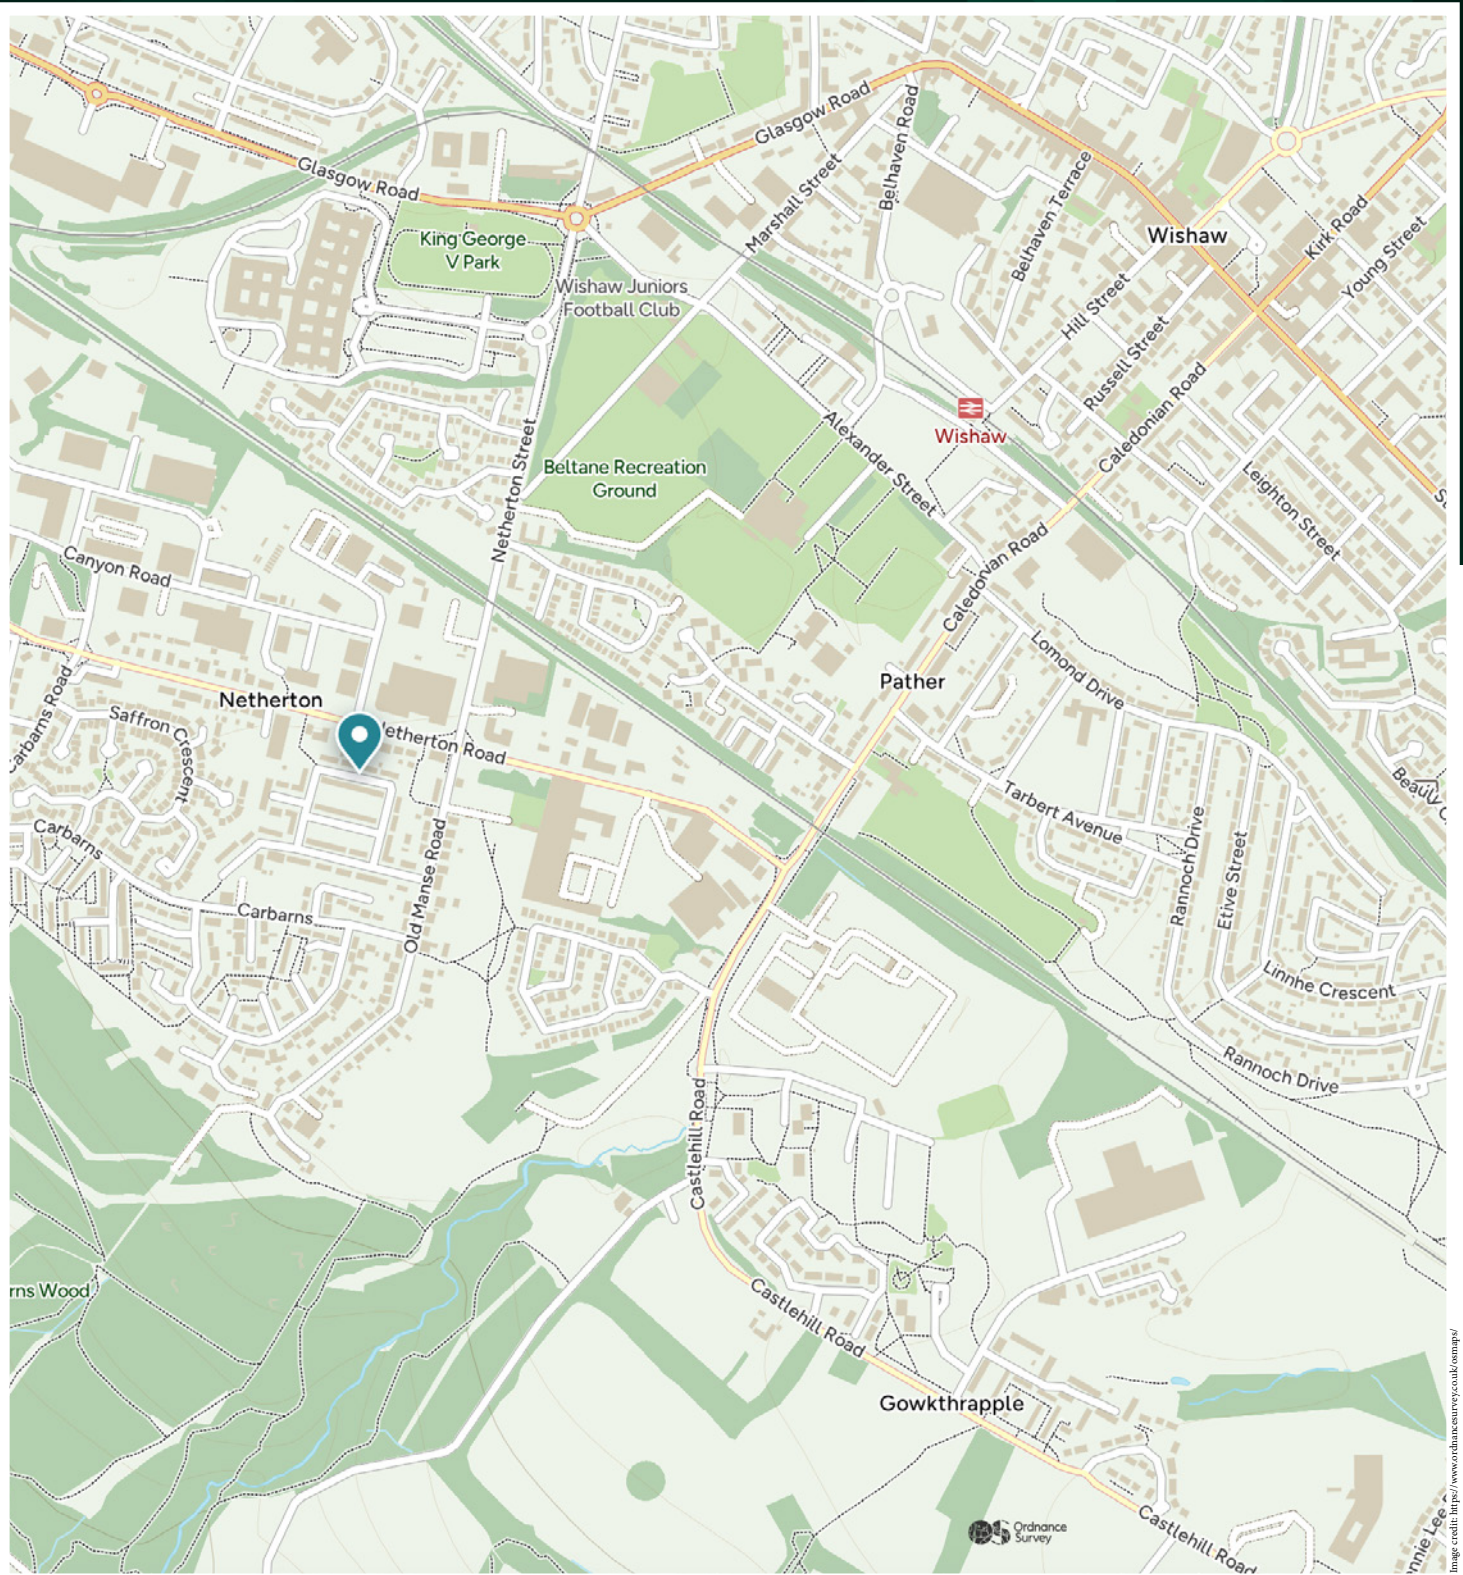 Glasgow Road
Belhaven Road
Glasgow Road
Marshall Street
Belhaven Terrace
Kirk Road
Young Street
Wishaw
King George
V Park
Wishaw Juniors
Football Club
Hill Street
Russell Street
Caledonian Road
Wishaw
Alexander Street
Netherton Street
Beltane Recreation
Ground
Leighton Street
Canyon Road
Caledonian Road
Lomond Drive
Pather
Netherton
Carbarns Road
Saffron Crescent
Netherton Road
Tarbert Avenue
Rannoch Drive
Etive Street
Carbarns
Old Manse Road
Carbarns
Linnhe Crescent
Rannoch Drive
Castlehill Road
rns Wood
Castlehill Road
Gowkthrapple
Castlehill Road
Ordnance
Survey
Image credit: https://www.ordnancesurvey.co.uk/osmaps/